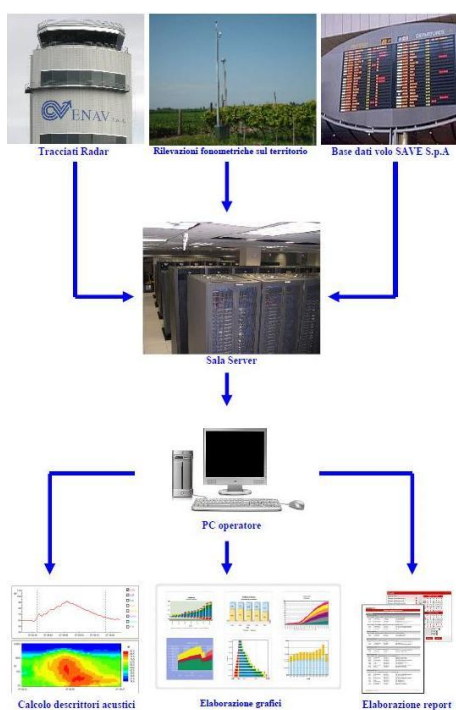 ENAV S.p.A.
DEPARTURES
Tracciati Radar
Rilevazioni fonometriche sul territorio
Base dati volo SAVE S.p.A
Sala Server
PC operatore
Calcolo descrittori acustici
Elaborazione grafici
Elaborazione report